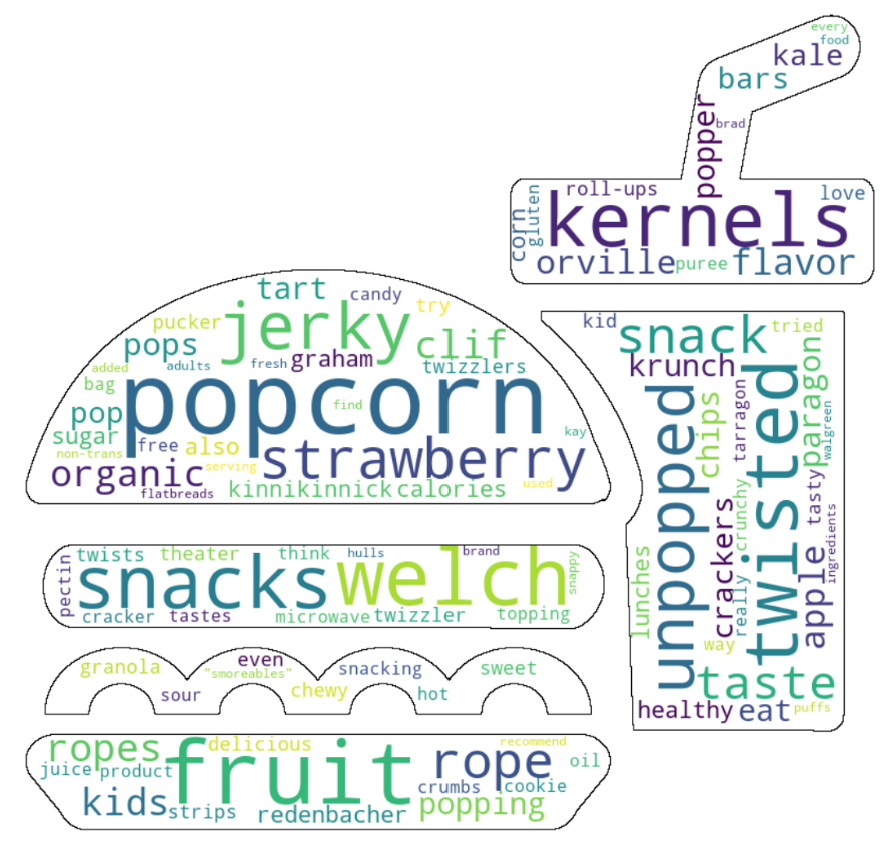 every
food
kale
bars
popper
brad
roll-ups
love
corn
gluten
kernels
orville
puree
flavor
tart
candy
try
pucker
jerky
clif
pops
adults
fresh
graham
twizzlers
added
bag
popcorn
find
pop
sugar
free
also
strawberry
kay
non-trans
organic
serving
used
flatbreads
kinnikinnick
calories
kid
snack
tried
krunch
unpopped
chips
tarragon
twisted
paragon
walgreen
lunches
crackers
crunchy
really
apple
tasty
ingredients
way
taste
healthy
eat
puffs
pectin
twists
theater
think
hulls
brand
snacks
welch
snappy
cracker
tastes
microwave
twizzler
topping
granola
even
"smoreables"
snacking
sweet
sour
chewy
hot
ropes
delicious
recommend
fruit
rope
oil
juice
product
crumbs
cookie
kids
strips
redenbacher
popping